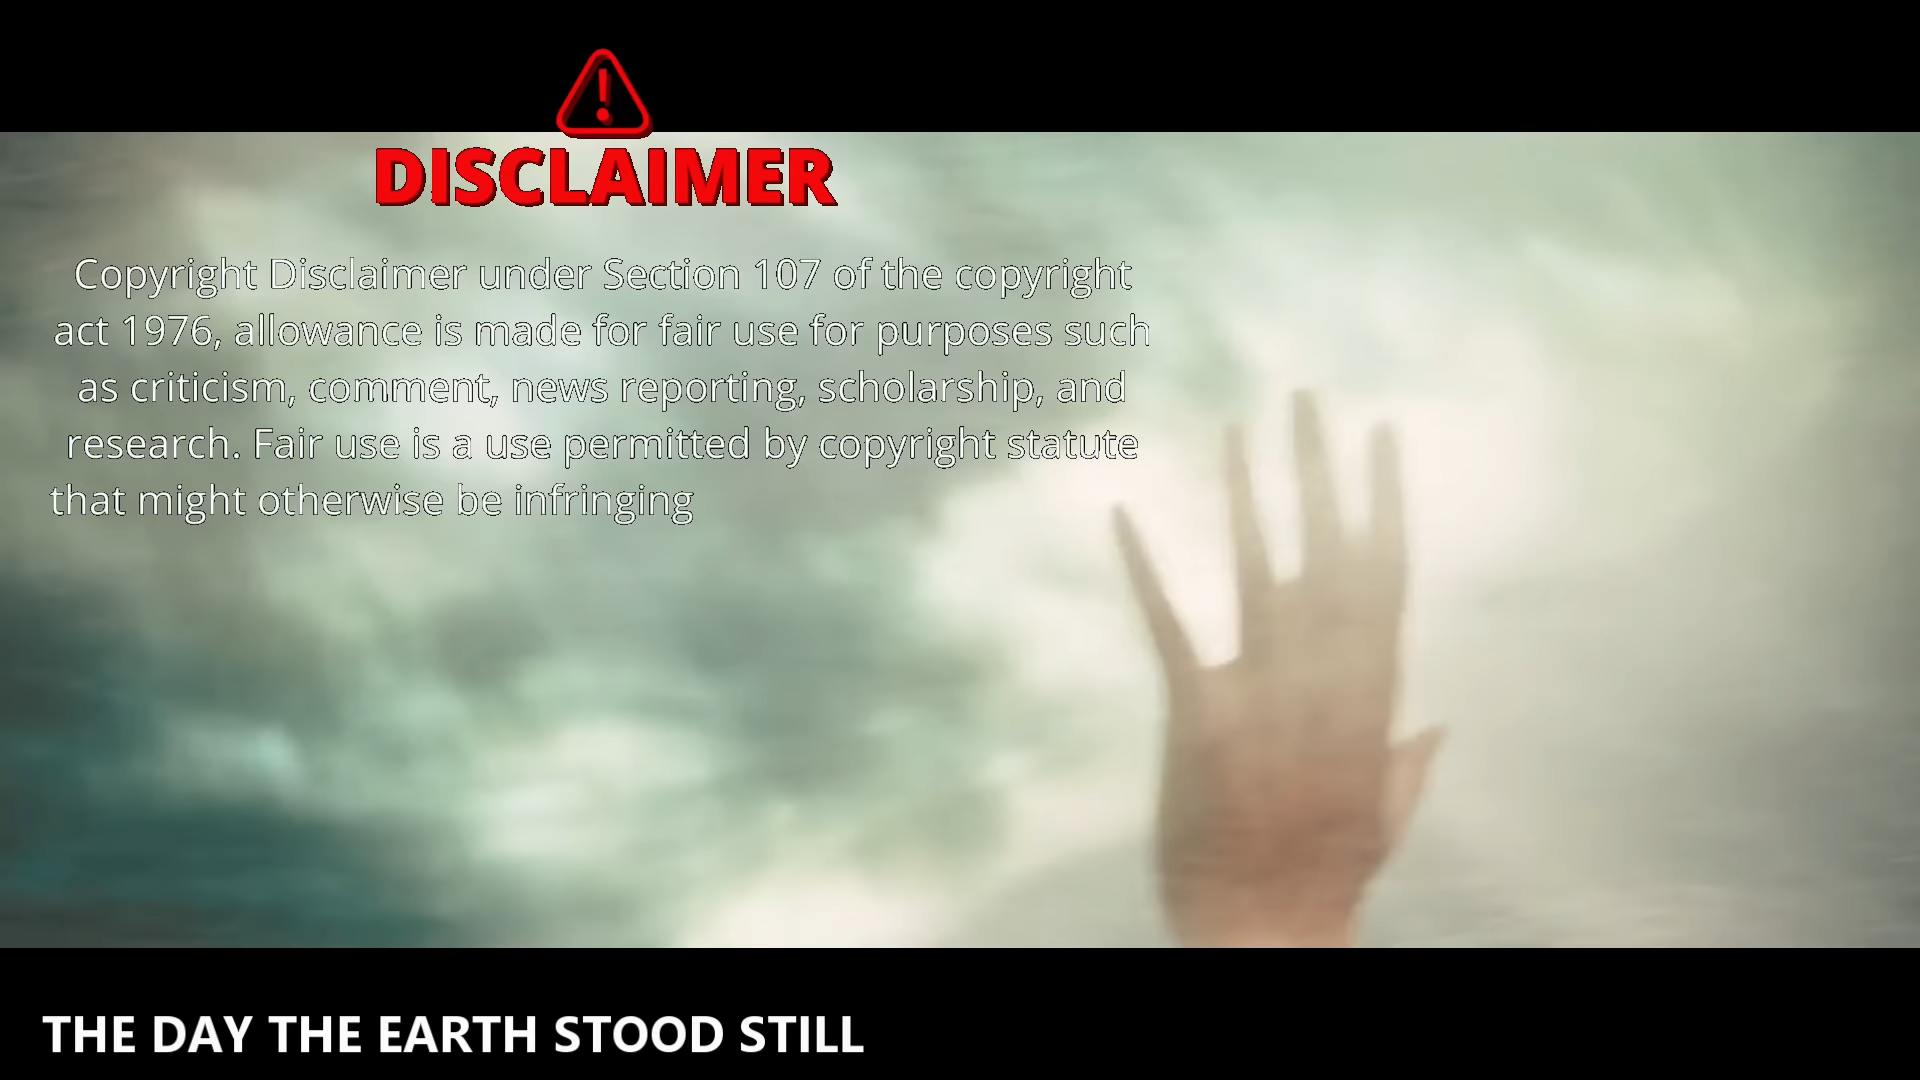 DISCLAIMER
Copyright Disclaimer under Section 107 of the copyright
act 1976, allowance is made for fair use for purposes such
as criticism, comment, news reporting, scholarship, and
research. Fair use is a use permitted by copyright statute
that might otherwise be infringing
THE DAY THE EARTH STOOD STILL